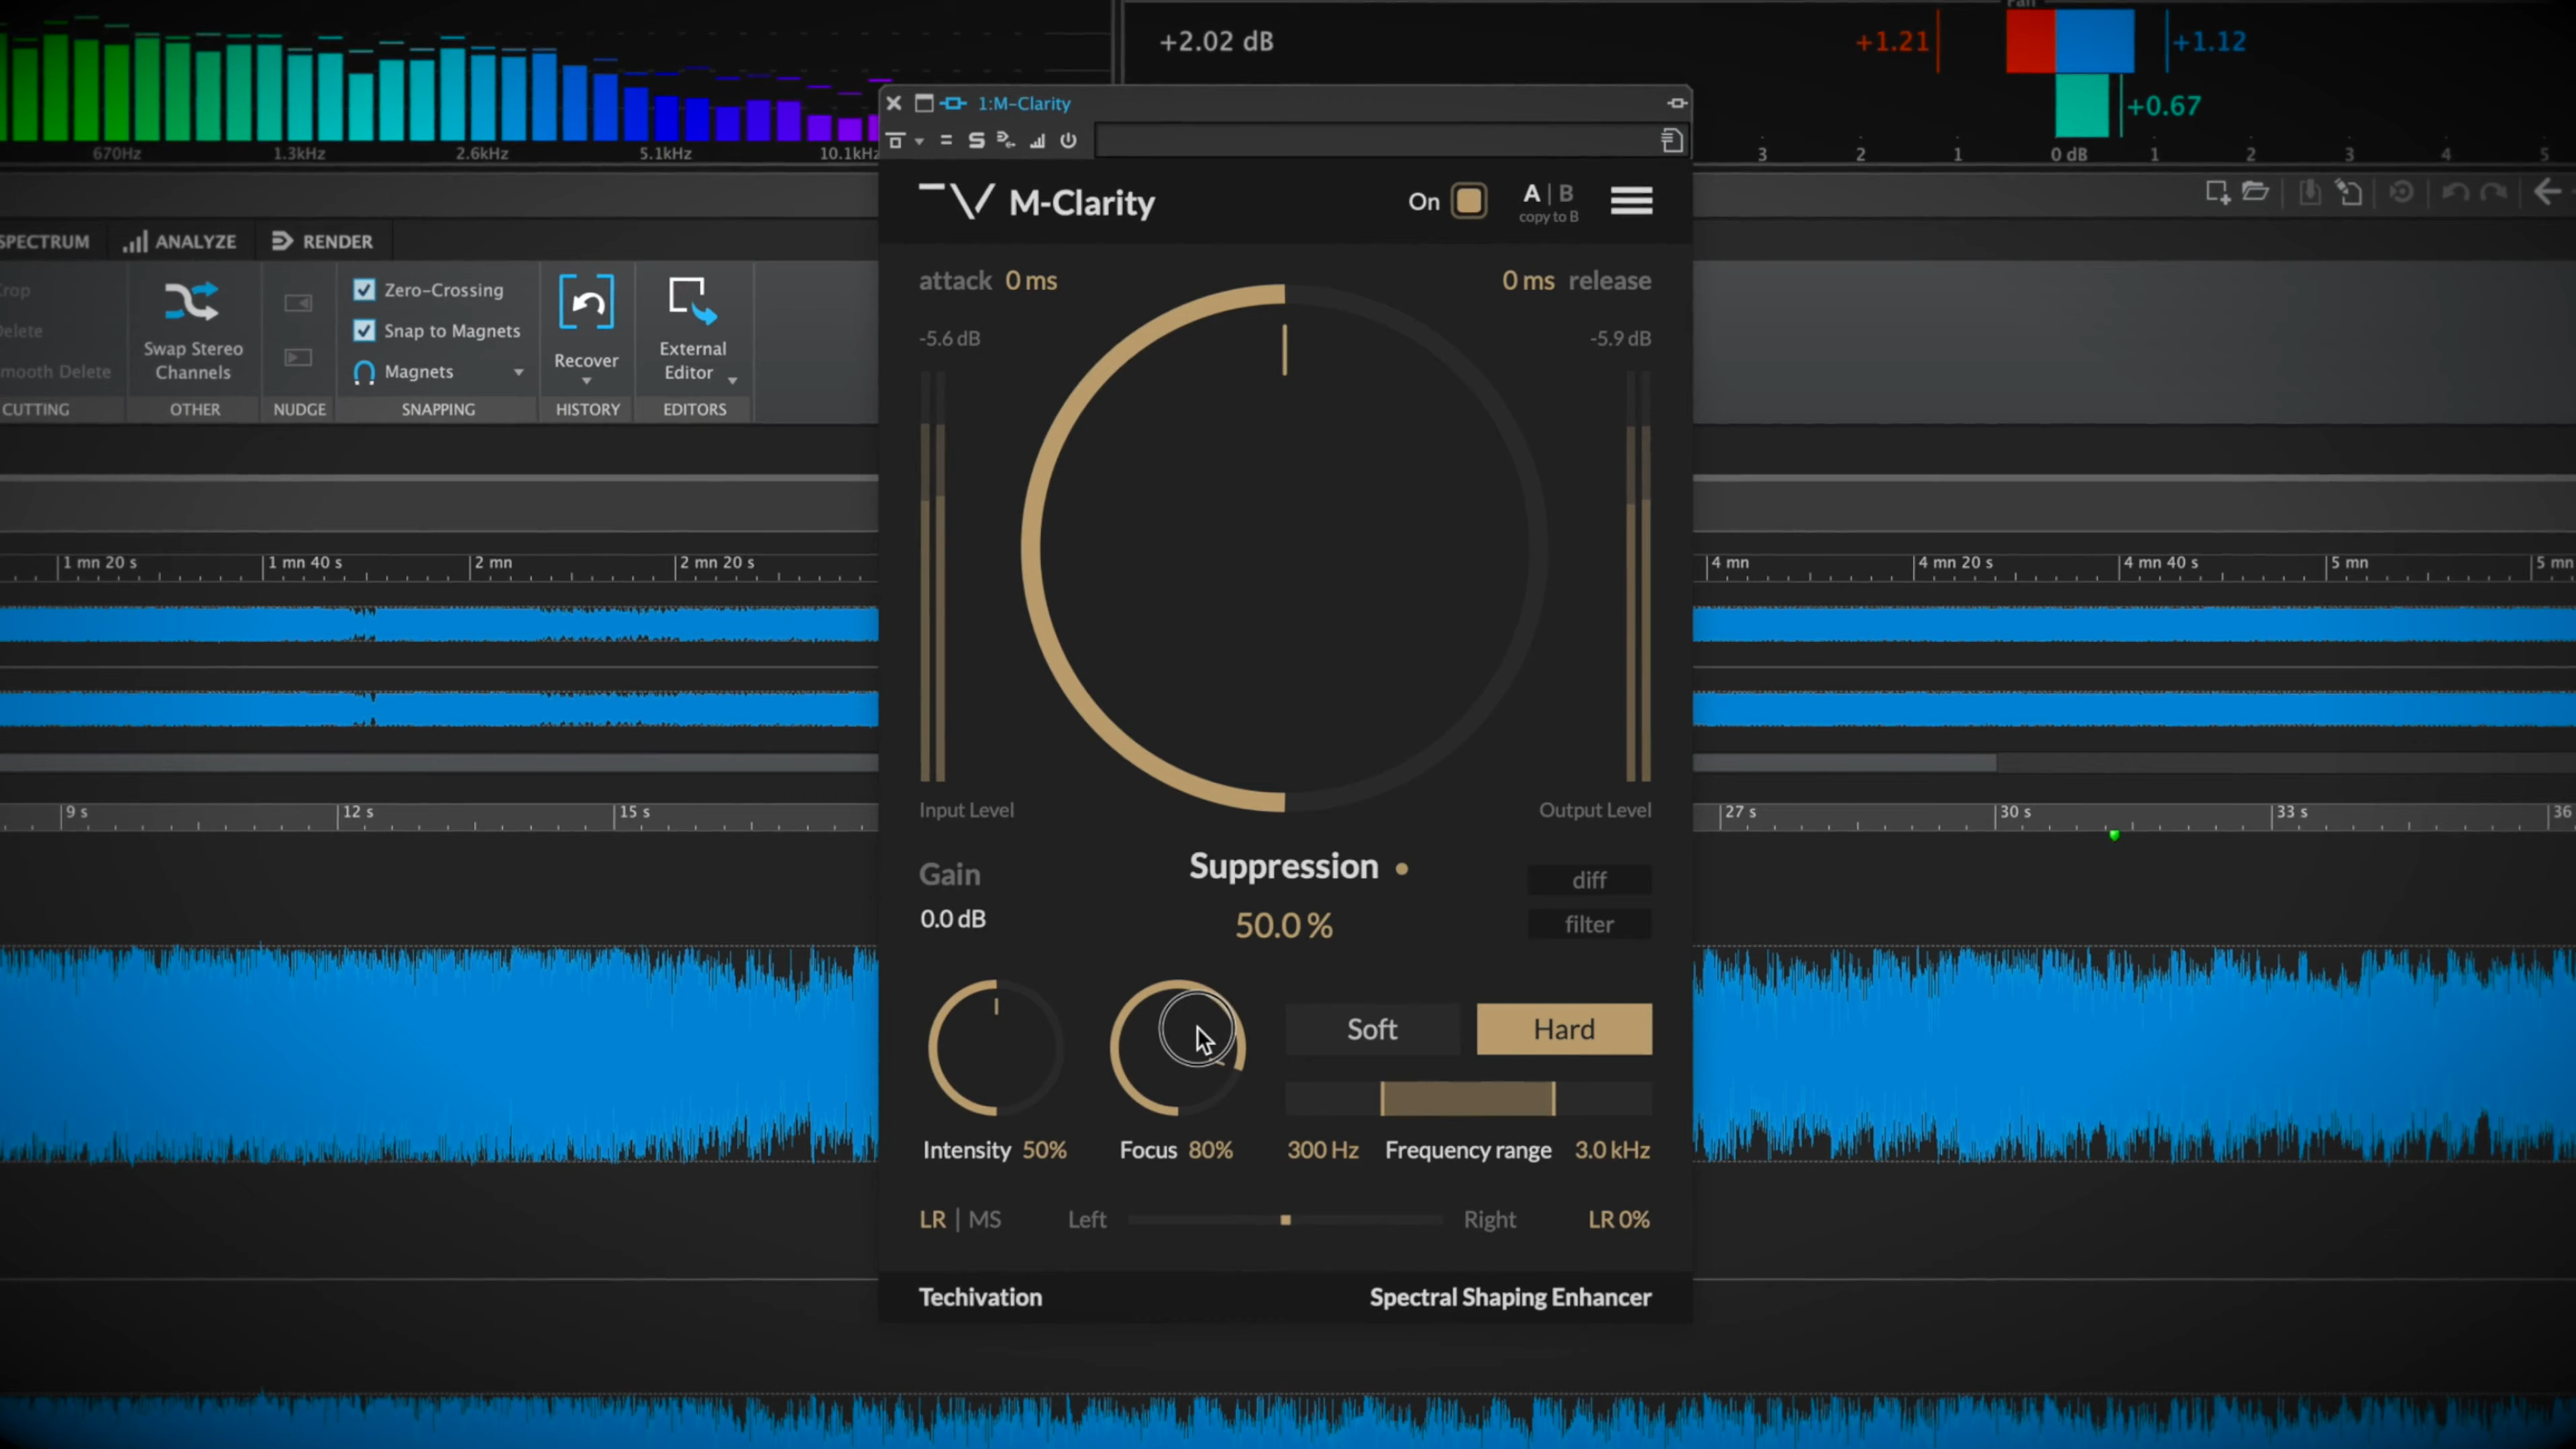 +2.02 dB
+1.21
+1.12
+0.67
670Hz
1.3kHz
2.6kHz
5.1kHz
10.1kHz
3
2
1
0 dB
1
2
3
4
5
1:M-Clarity
M-Clarity
On
A | B
copy to B
SPECTRUM
ANALYZE
RENDER
Delete
mooth Delete
CUTTING
Swap Stereo
Channels
OTHER
NUDGE
Zero-Crossing
Snap to Magnets
Magnets
SNAPPING
Recover
HISTORY
External
Editor
EDITORS
attack 0 ms
0 ms release
-5.6 dB
-5.9 dB
1 mn 20 s
1 mn 40 s
2 mn
2 mn 20 s
4 mn
4 mn 20 s
4 mn 40 s
5 mn
5 mn
9 s
12 s
15 s
27 s
30 s
33 s
36
Input Level
Output Level
Gain
0.0 dB
Suppression
50.0 %
diff
filter
Soft
Hard
Intensity 50%
Focus 80%
300 Hz
Frequency range
3.0 kHz
LR | MS
Left
Right
LR 0%
Techivation
Spectral Shaping Enhancer